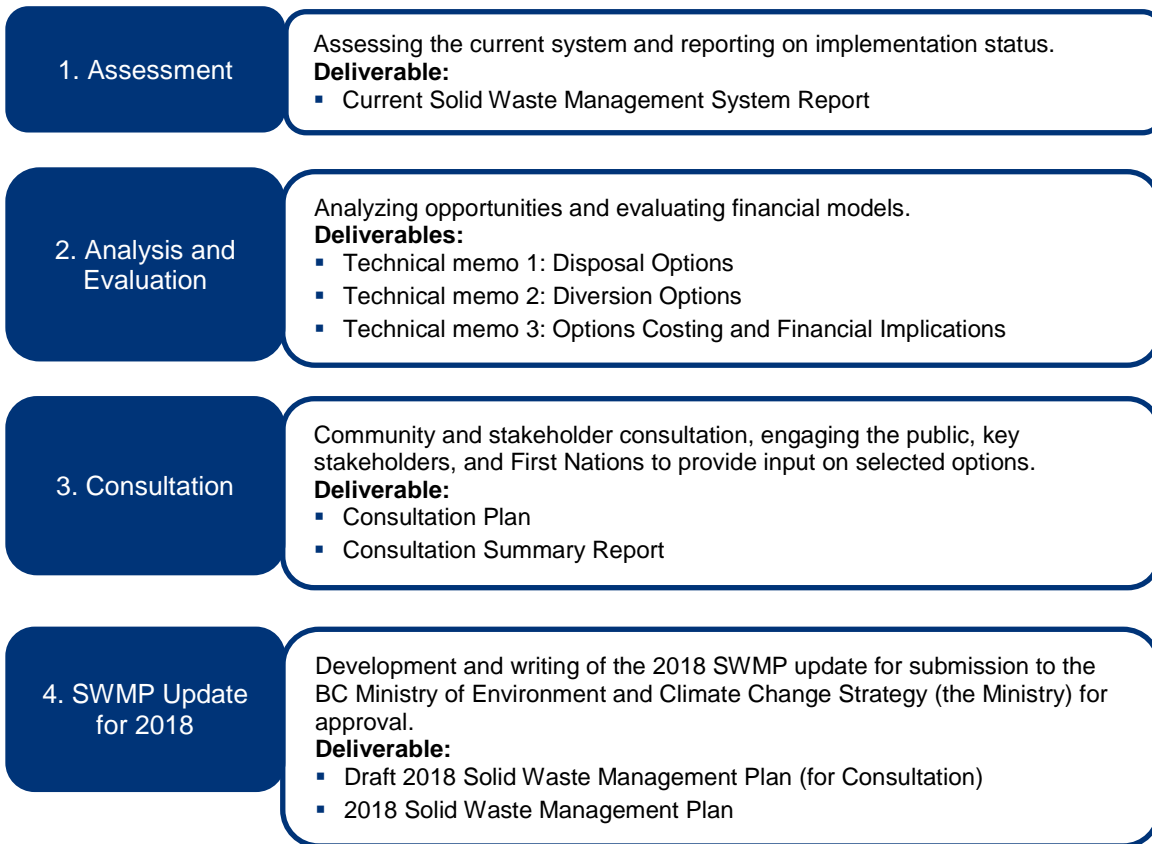 1. Assessment
Assessing the current system and reporting on implementation status.
Deliverable:
▪ Current Solid Waste Management System Report
2. Analysis and
Evaluation
Analyzing opportunities and evaluating financial models.
Deliverables:
▪ Technical memo 1: Disposal Options
▪ Technical memo 2: Diversion Options
▪ Technical memo 3: Options Costing and Financial Implications
3. Consultation
Community and stakeholder consultation, engaging the public, key
stakeholders, and First Nations to provide input on selected options.
Deliverable:
▪ Consultation Plan
▪ Consultation Summary Report
4. SWMP Update
for 2018
Development and writing of the 2018 SWMP update for submission to the
BC Ministry of Environment and Climate Change Strategy (the Ministry) for
approval.
Deliverable:
▪ Draft 2018 Solid Waste Management Plan (for Consultation)
▪ 2018 Solid Waste Management Plan